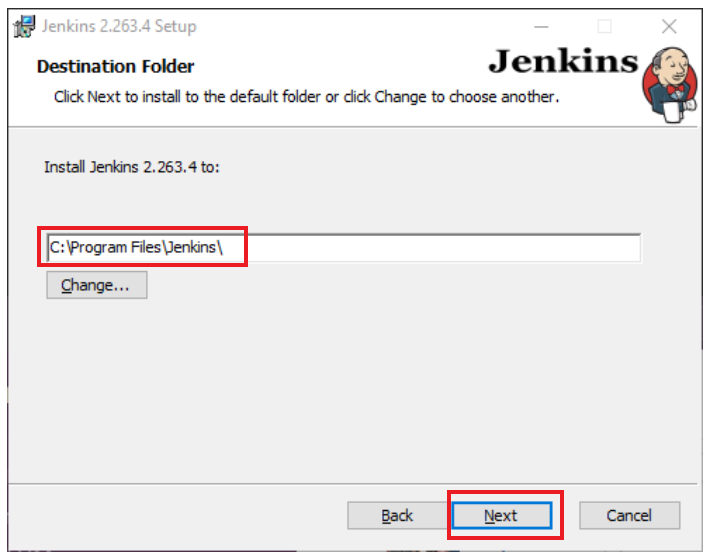 Jenkins 2.263.4 Setup
Destination Folder
Jenkins
Click Next to install to the default folder or click Change to choose another.
Install Jenkins 2.263.4 to:
C:\Program Files\Jenkins\
Change...
Back
Next
Cancel